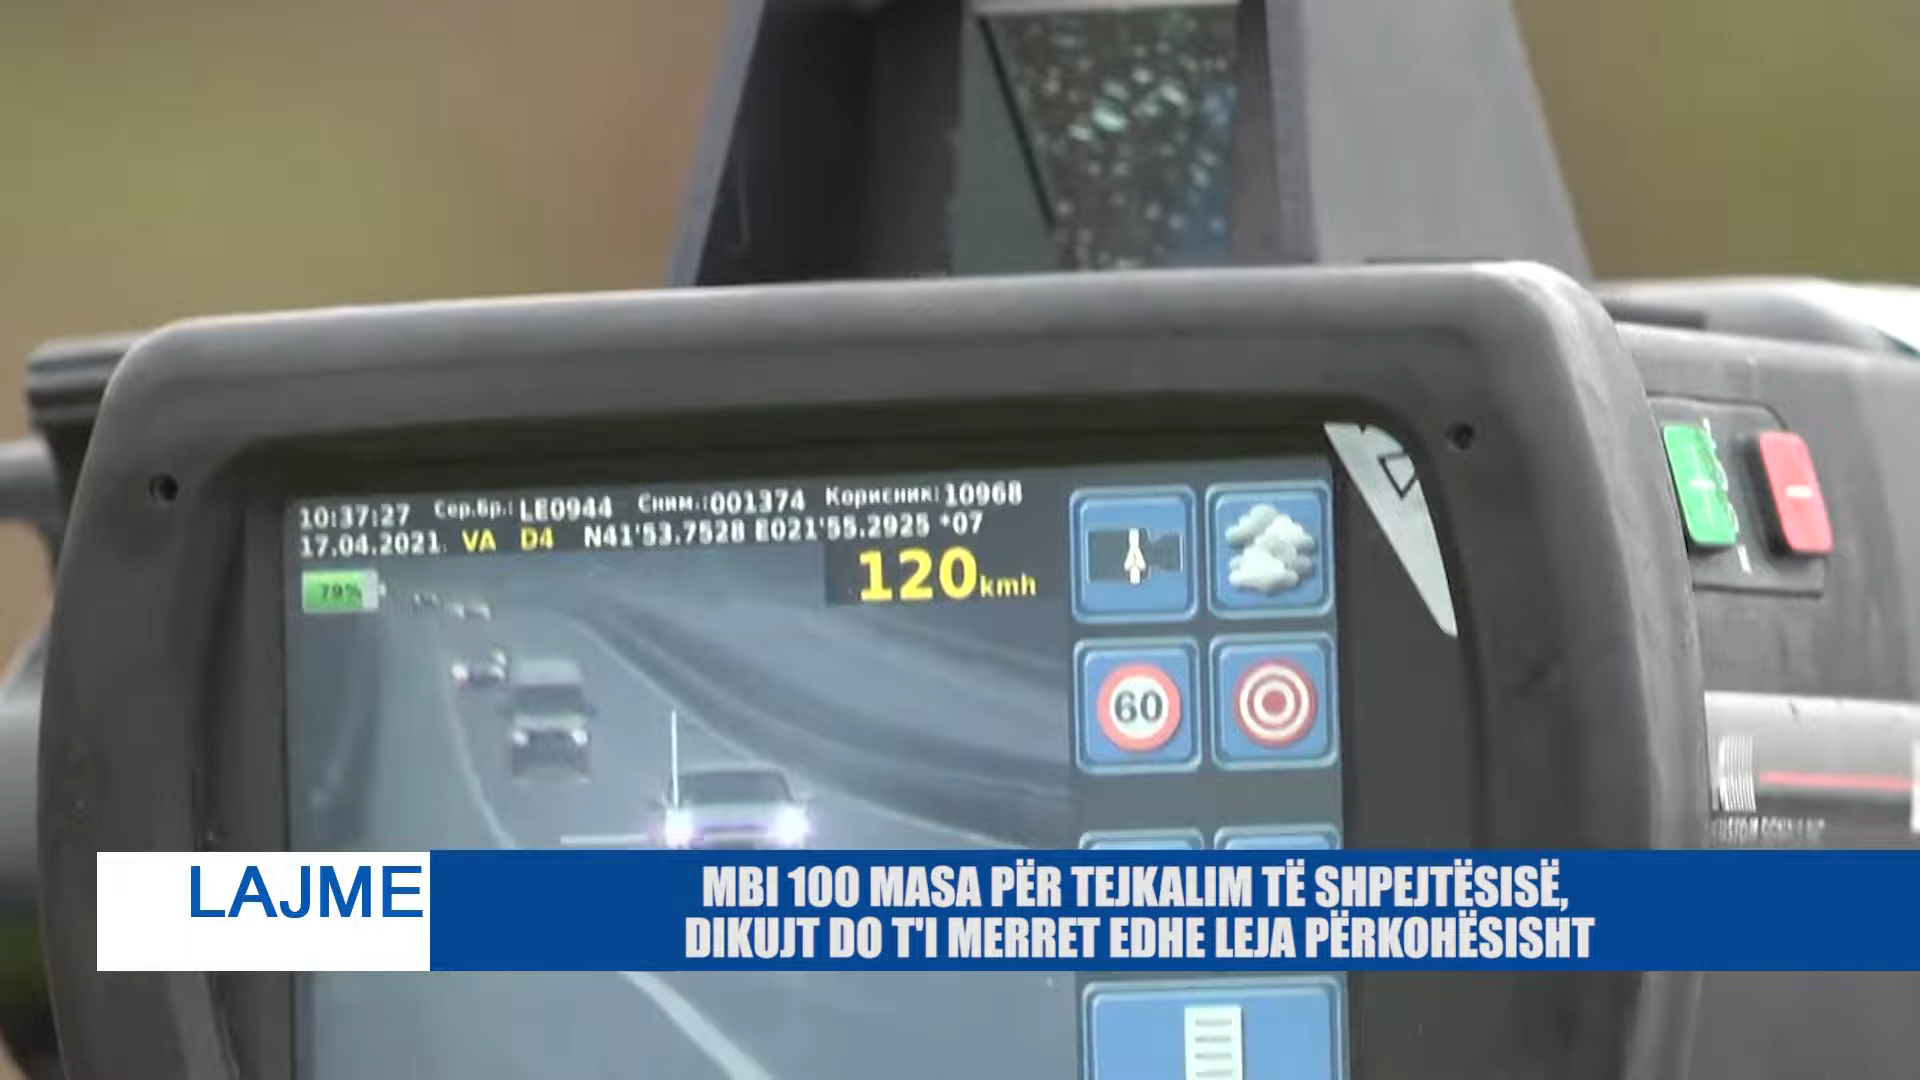 10:37:27 Сер.бр.: LE0944 Сним.:001374 Корисник:10968
17.04.2021. VA D4 N41'53.7528 E021'55.2925 *07
79%
120 kmh
60
LAJME
MBI 100 MASA PËR TEJKALIM TË SHPEJTËSISË,
DIKUJT DO T'I MERRET EDHE LEJA PËRKOHËSISHT